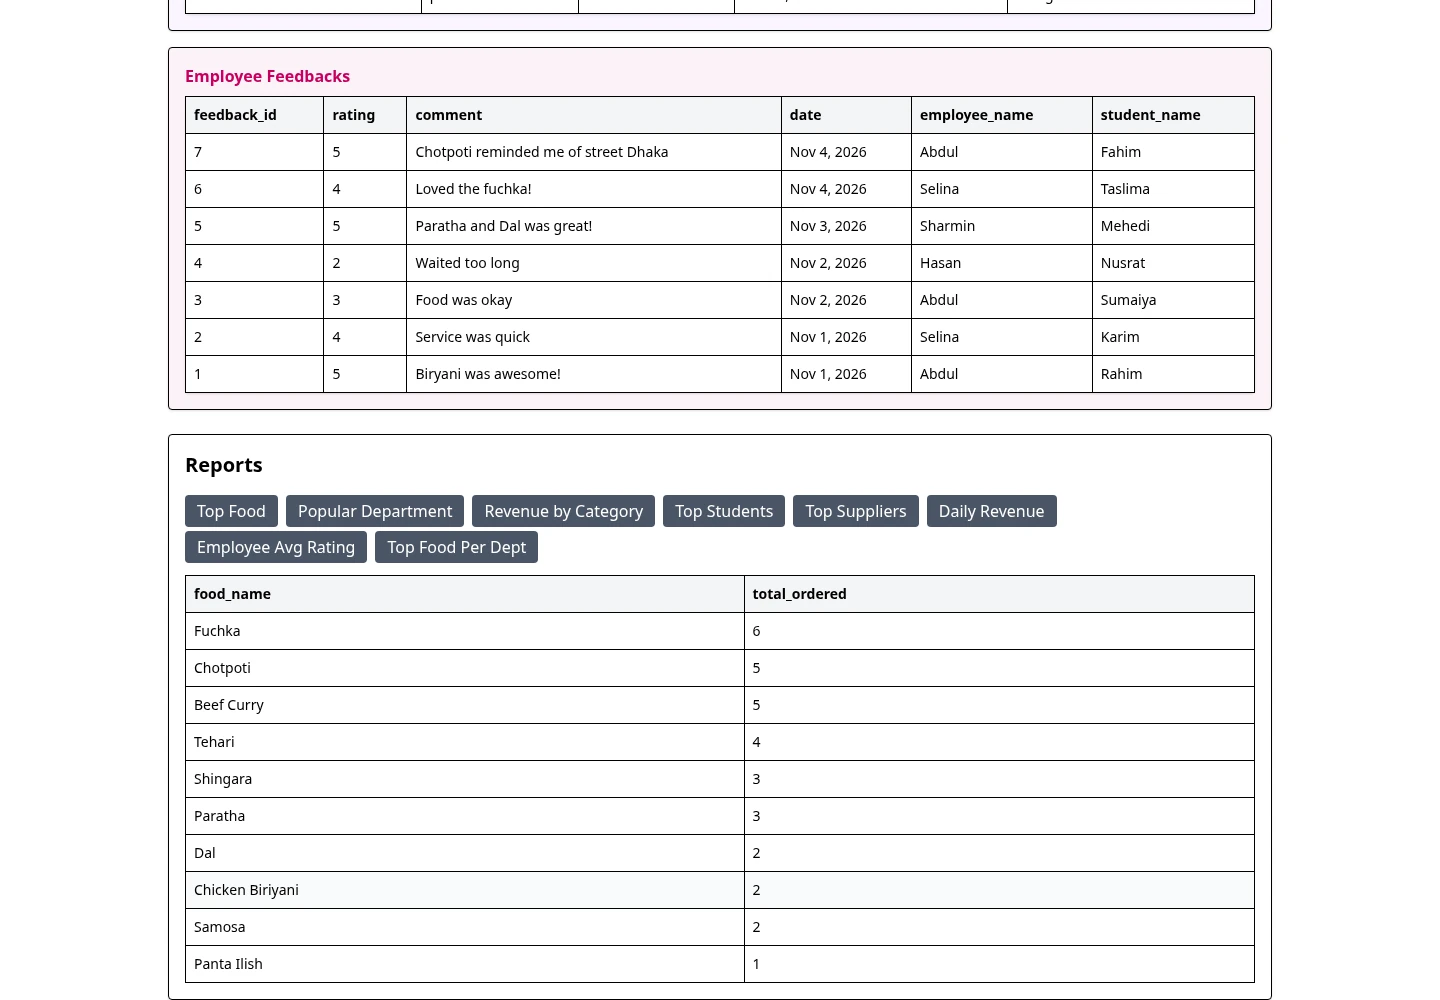 Employee Feedbacks
feedback_id rating comment date employee_name student_name
7 5 Chotpoti reminded me of street Dhaka Nov 4, 2026 Abdul Fahim
6 4 Loved the fuchka! Nov 4, 2026 Selina Taslima
5 5 Paratha and Dal was great! Nov 3, 2026 Sharmin Mehedi
4 2 Waited too long Nov 2, 2026 Hasan Nusrat
3 3 Food was okay Nov 2, 2026 Abdul Sumaiya
2 4 Service was quick Nov 1, 2026 Selina Karim
1 5 Biryani was awesome! Nov 1, 2026 Abdul Rahim
Reports
Top Food Popular Department Revenue by Category Top Students Top Suppliers Daily Revenue
Employee Avg Rating Top Food Per Dept
food_name total_ordered
Fuchka 6
Chotpoti 5
Beef Curry 5
Tehari 4
Shingara 3
Paratha 3
Dal 2
Chicken Biriyani 2
Samosa 2
Panta Ilish 1